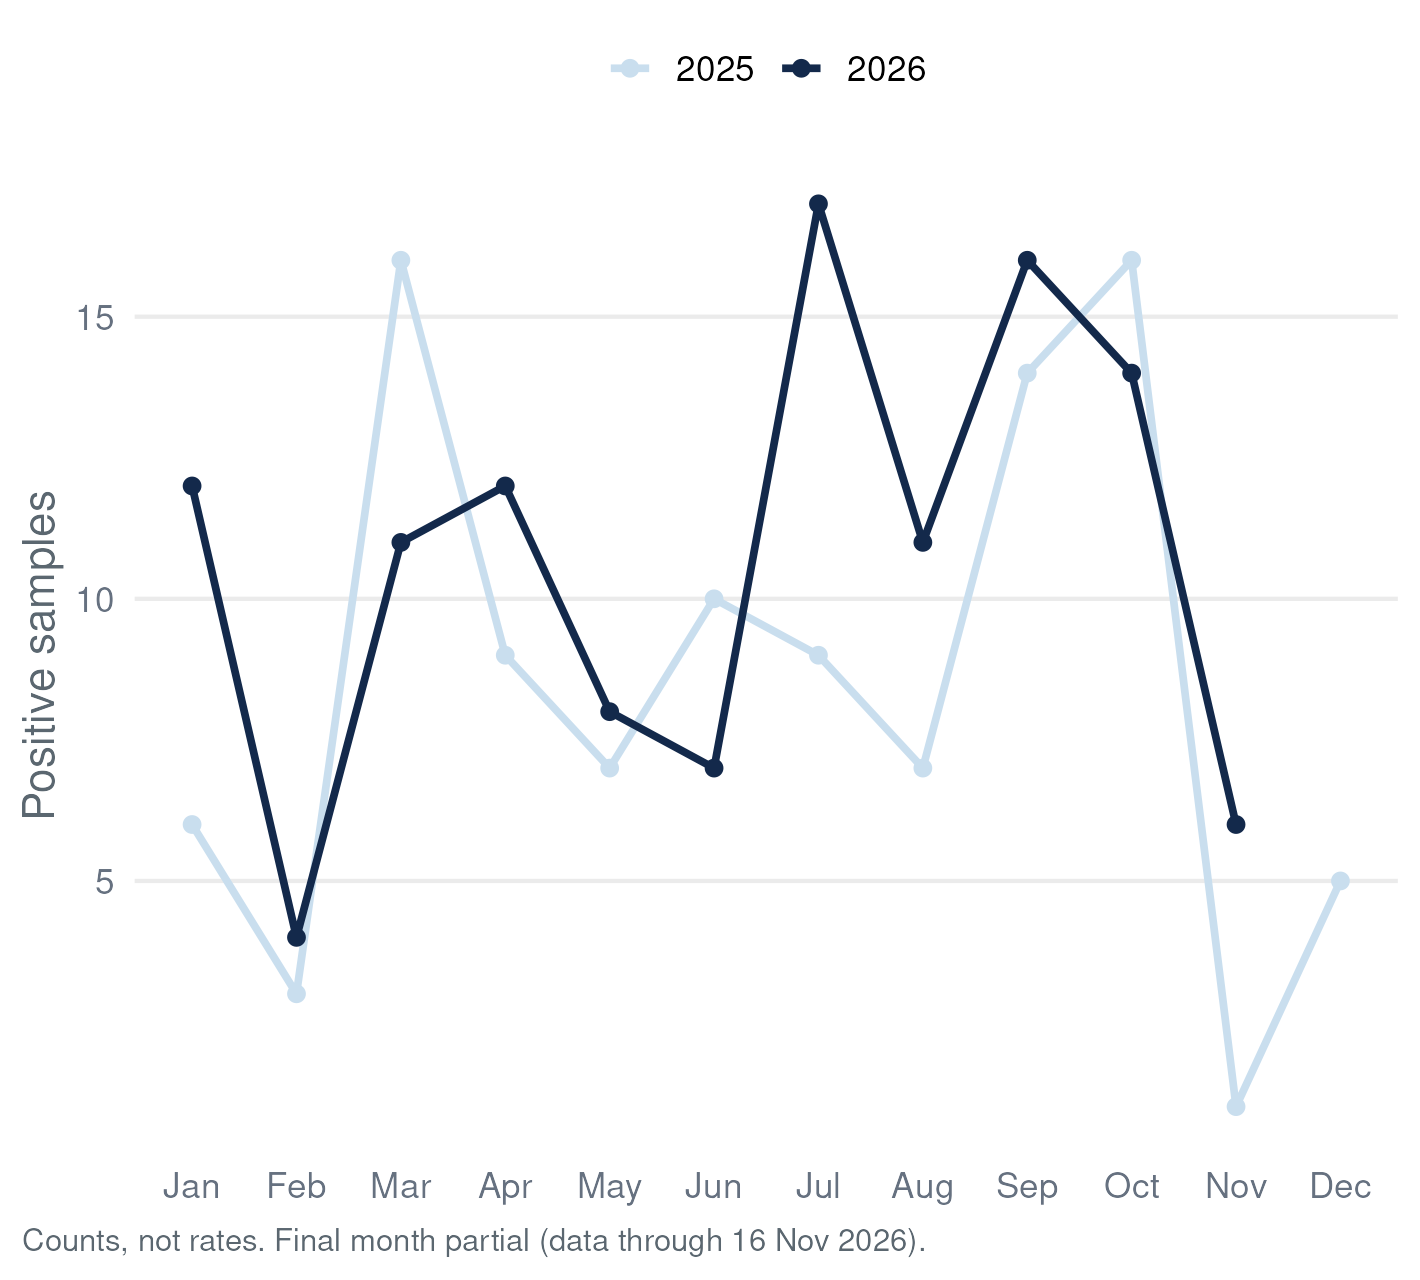 2025 2026
Positive samples
15
10
5
Jan Feb Mar Apr May Jun Jul Aug Sep Oct Nov Dec
Counts, not rates. Final month partial (data through 16 Nov 2026).